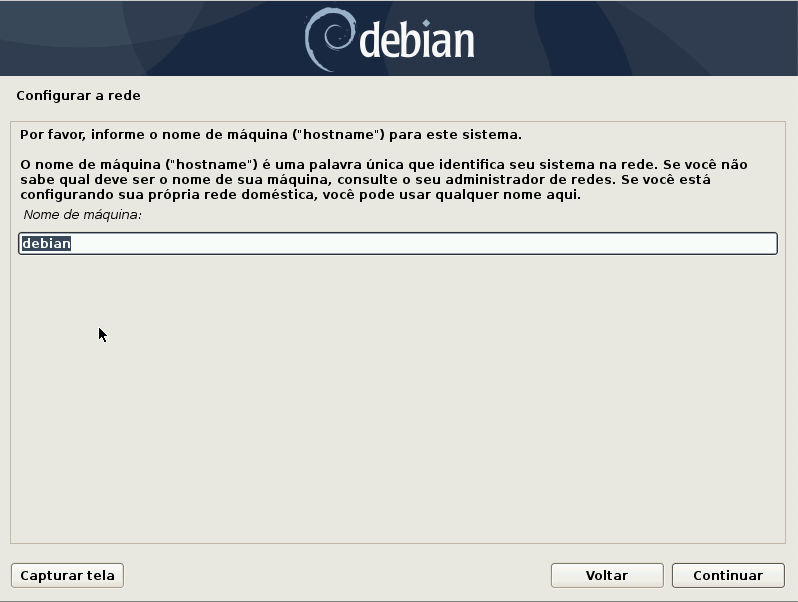 debian
Configurar a rede
Por favor, informe o nome de máquina ("hostname") para este sistema.
O nome de máquina ("hostname") é uma palavra única que identifica seu sistema na rede. Se você não
sabe qual deve ser o nome de sua máquina, consulte o seu administrador de redes. Se você está
configurando sua própria rede doméstica, você pode usar qualquer nome aqui.
Nome de máquina:
debian
Capturar tela
Voltar
Continuar